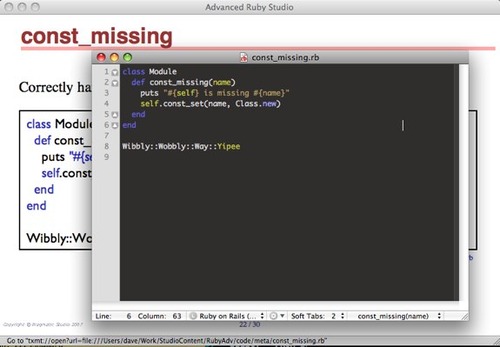 Advanced Ruby Studio
const_missing
const_missing.rb
Correctly ha
class Module
def const_
puts "#{se
self.const
end
end
Wibbly::Wo
1 class Module
2 def const_missing(name)
3 puts "#{self} is missing #{name}"
4 self.const_set(name, Class.new)
5 end
6 end
7
8 Wibbly::Wobbly::Way::Yipee
9
rb
Line: 6 Column: 63 Ruby on Rails (... Soft Tabs: 2 const_missing(name)
Copyright © Pragmatic Studio 2007
22 / 30
Go to "txmt://open?url=file:///Users/dave/Work/StudioContent/RubyAdv/code/meta/const_missing.rb"